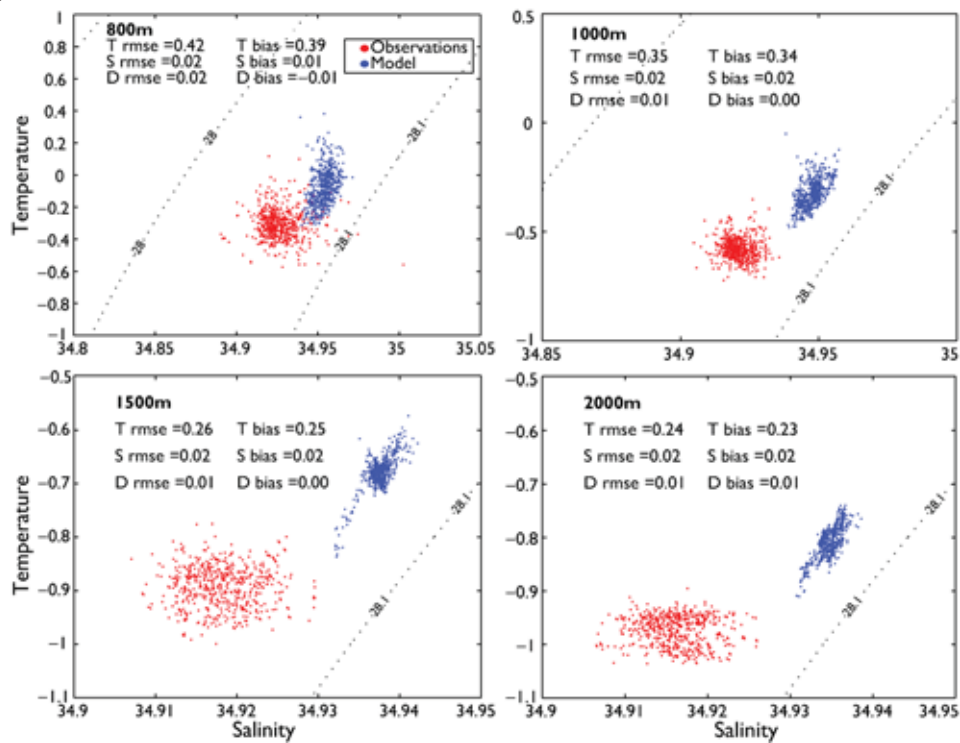 800m
T rmse =0.42 T bias =0.39
S rmse =0.02 S bias =0.01
D rmse =0.02 D bias =−0.01
Observations
Model
1
0.8
0.6
0.4
0.2
0
−0.2
−0.4
−0.6
−0.8
−1
Temperature
28
28.1
34.8 34.85 34.9 34.95 35 35.05
1000m
T rmse =0.35 T bias =0.34
S rmse =0.02 S bias =0.02
D rmse =0.01 D bias =0.00
0.5
0
−0.5
−1
28.1
28.1
34.85 34.9 34.95 35
1500m
T rmse =0.26 T bias =0.25
S rmse =0.02 S bias =0.02
D rmse =0.01 D bias =0.00
−0.5
−0.6
−0.7
−0.8
−0.9
−1
−1.1
Temperature
28.1
28.1
34.9 34.91 34.92 34.93 34.94 34.95
Salinity
2000m
T rmse =0.24 T bias =0.23
S rmse =0.02 S bias =0.02
D rmse =0.01 D bias =0.01
−0.5
−0.6
−0.7
−0.8
−0.9
−1
−1.1
28.1
28.1
34.9 34.91 34.92 34.93 34.94 34.95
Salinity
28
28.1